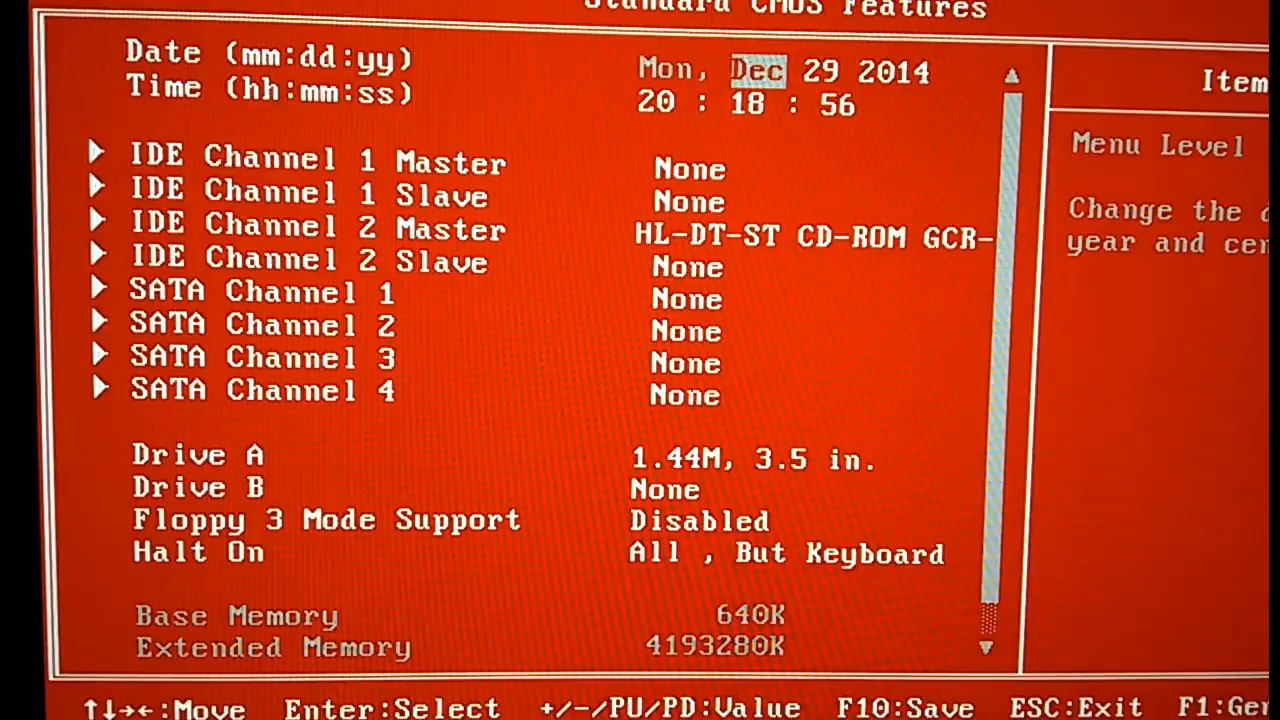 Standard CMOS Features
Date (mm:dd:yy) Mon, Dec 29 2014
Time (hh:mm:ss) 20 : 18 : 56
IDE Channel 1 Master None
IDE Channel 1 Slave None
IDE Channel 2 Master HL-DT-ST CD-ROM GCR-
IDE Channel 2 Slave None
SATA Channel 1 None
SATA Channel 2 None
SATA Channel 3 None
SATA Channel 4 None
Drive A 1.44M, 3.5 in.
Drive B None
Floppy 3 Mode Support Disabled
Halt On All , But Keyboard
Base Memory 640K
Extended Memory 4193280K
Item
Menu Level
Change the
year and
↑↓→←:Move Enter:Select +/-/PU/PD:Value F10:Save ESC:Exit F1: